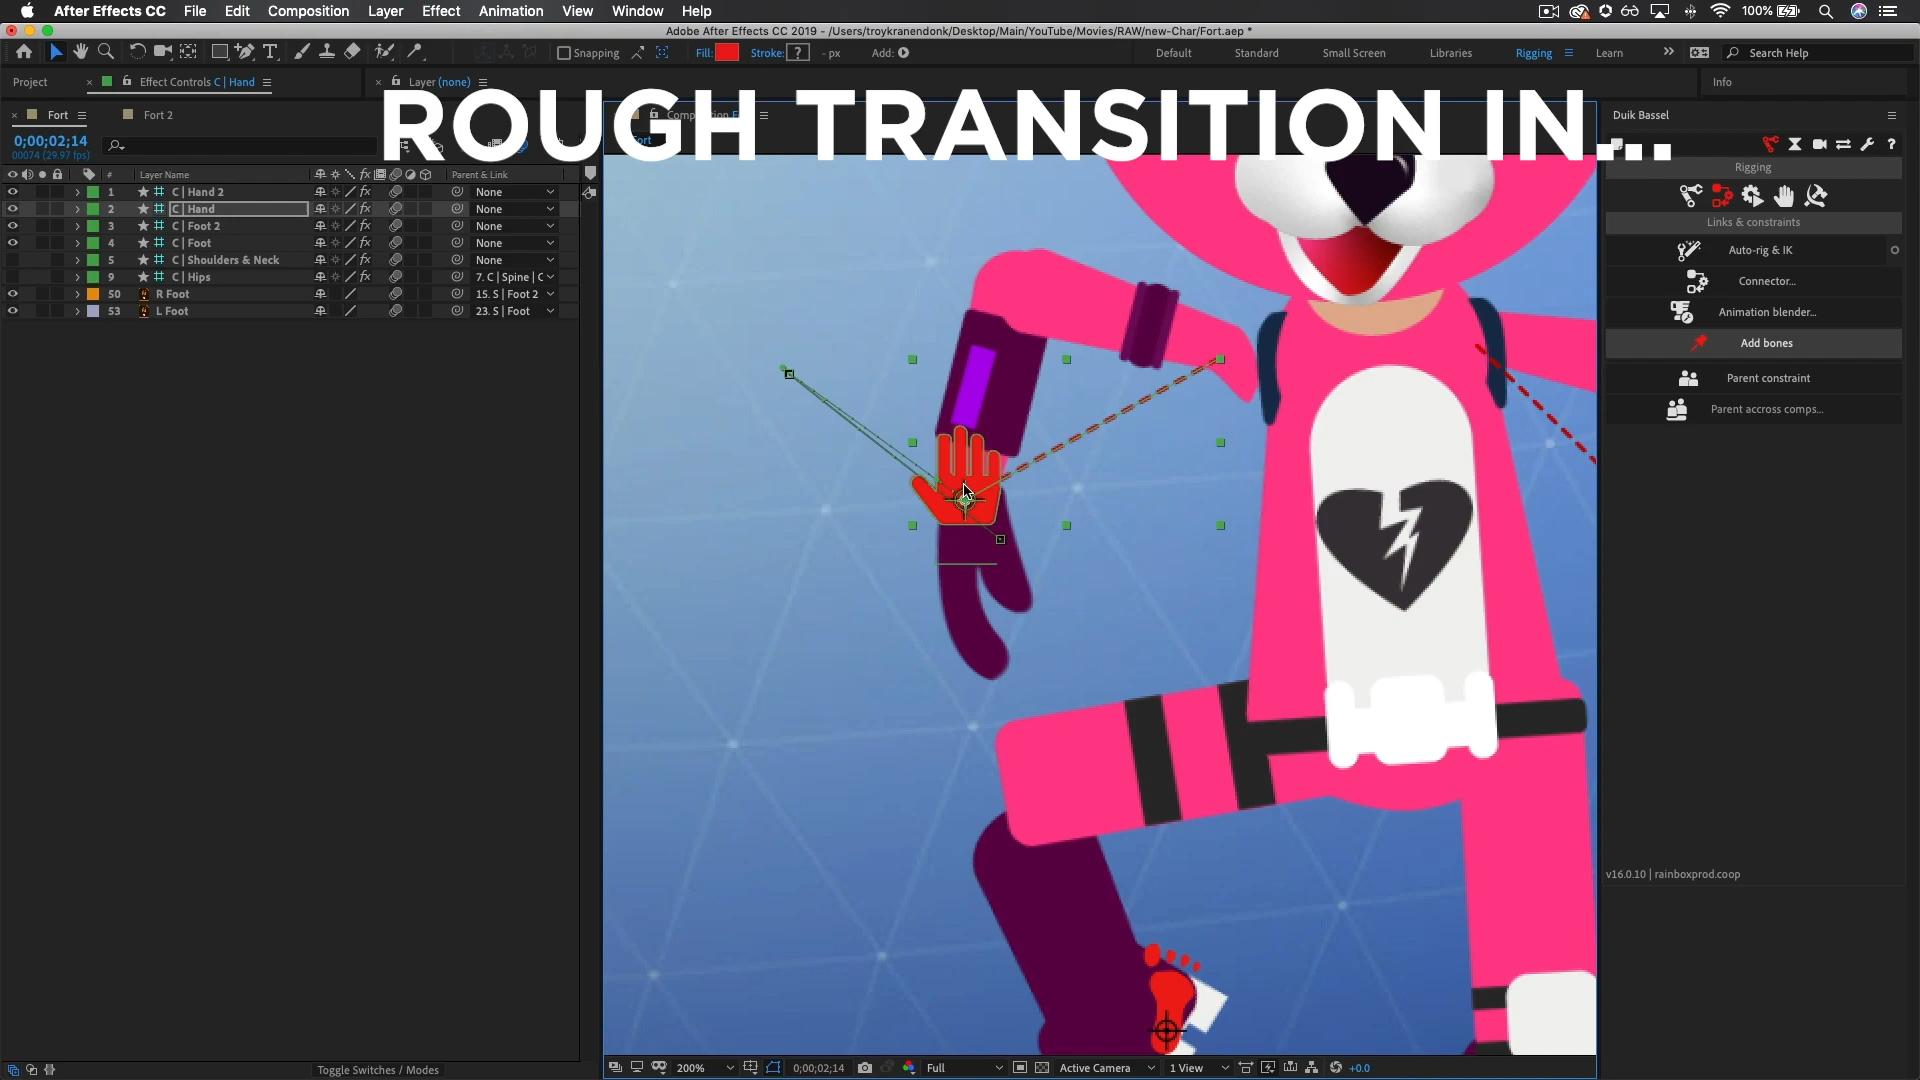 After Effects CC File Edit Composition Layer Effect Animation View Window Help 100%
Adobe After Effects CC 2019 - /Users/troykranendonk/Desktop/Main/YouTube/Movies/RAW/new-Char/Fort.aep *
Snapping Fill: Stroke: ? - px Add: Default Standard Small Screen Libraries Rigging Learn Search Help
Project Effect Controls C | Hand Layer (none) Info
ROUGH TRANSITION IN...
Fort Fort 2 Duik Bassel
0;00;02;14
00074 (29.97 fps)
Rigging
# Layer Name Parent & Link
1 C | Hand 2 None
2 C | Hand None
3 C | Foot 2 None
4 C | Foot None
5 C | Shoulders & Neck None
9 C | Hips 7. C | Spine | C
50 R Foot 15. S | Foot 2
53 L Foot 23. S | Foot
Links & constraints
Auto-rig & IK
Connector...
Animation blender...
Add bones
Parent constraint
Parent accross comps...
v16.0.10 | rainboxprod.coop
Toggle Switches / Modes
200% 0;00;02;14 Full Active Camera 1 View +0.0